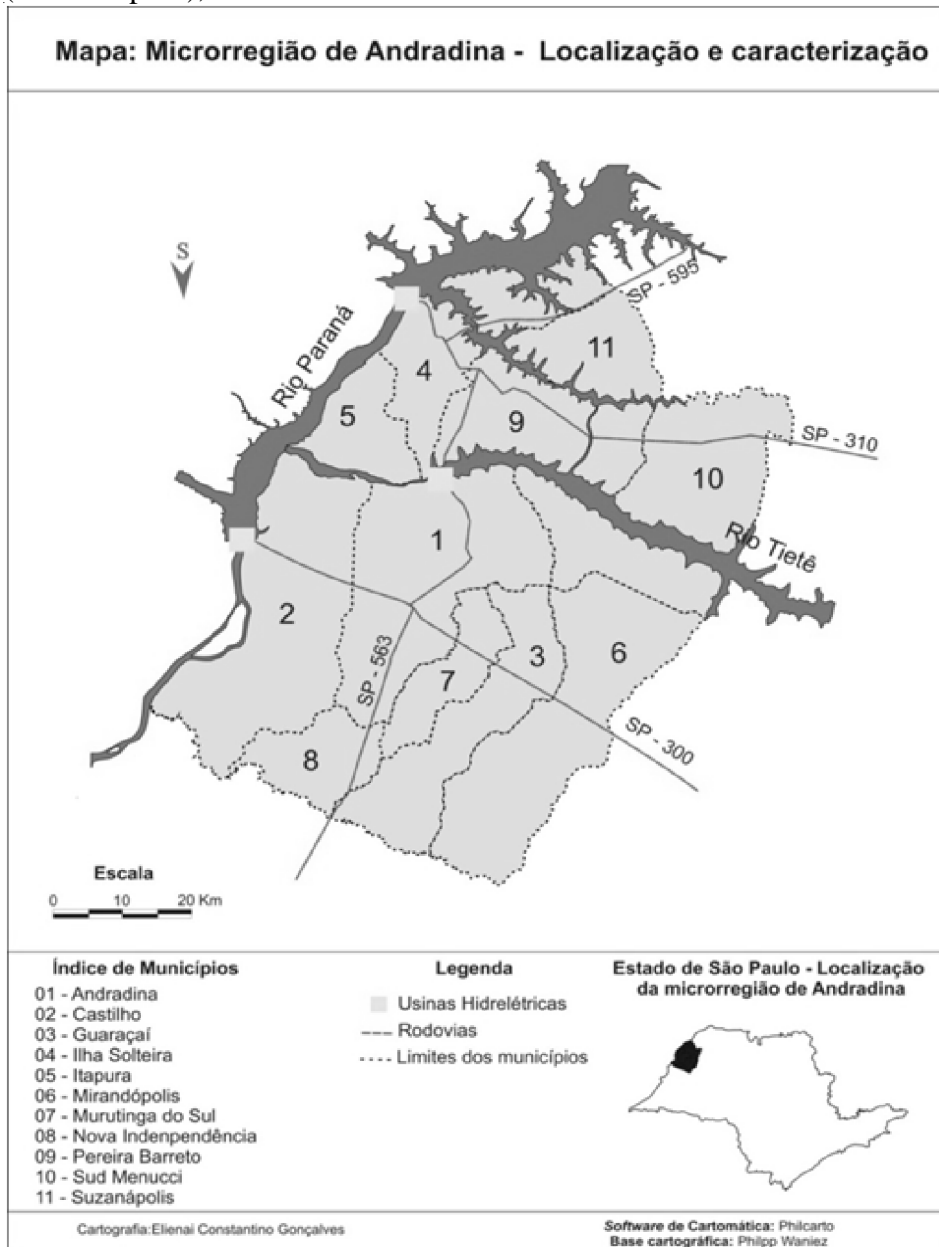 Mapa: Microrregião de Andradina - Localização e caracterização
S
Rio Paraná
SP - 595
11
4
5
9
SP - 310
10
1
Rio Tietê
2
3
6
7
SP - 563
SP - 300
8
Escala
0 10 20 Km
Índice de Municípios
01 - Andradina
02 - Castilho
03 - Guaraçaí
04 - Ilha Solteira
05 - Itapura
06 - Mirandópolis
07 - Murutinga do Sul
08 - Nova Indenpendência
09 - Pereira Barreto
10 - Sud Menucci
11 - Suzanápolis
Legenda
Usinas Hidrelétricas
Rodovias
Limites dos municípios
Estado de São Paulo - Localização
da microrregião de Andradina
Cartografia:Elienai Constantino Gonçalves
Software de Cartomática: Philcarto
Base cartográfica: Philpp Waniez